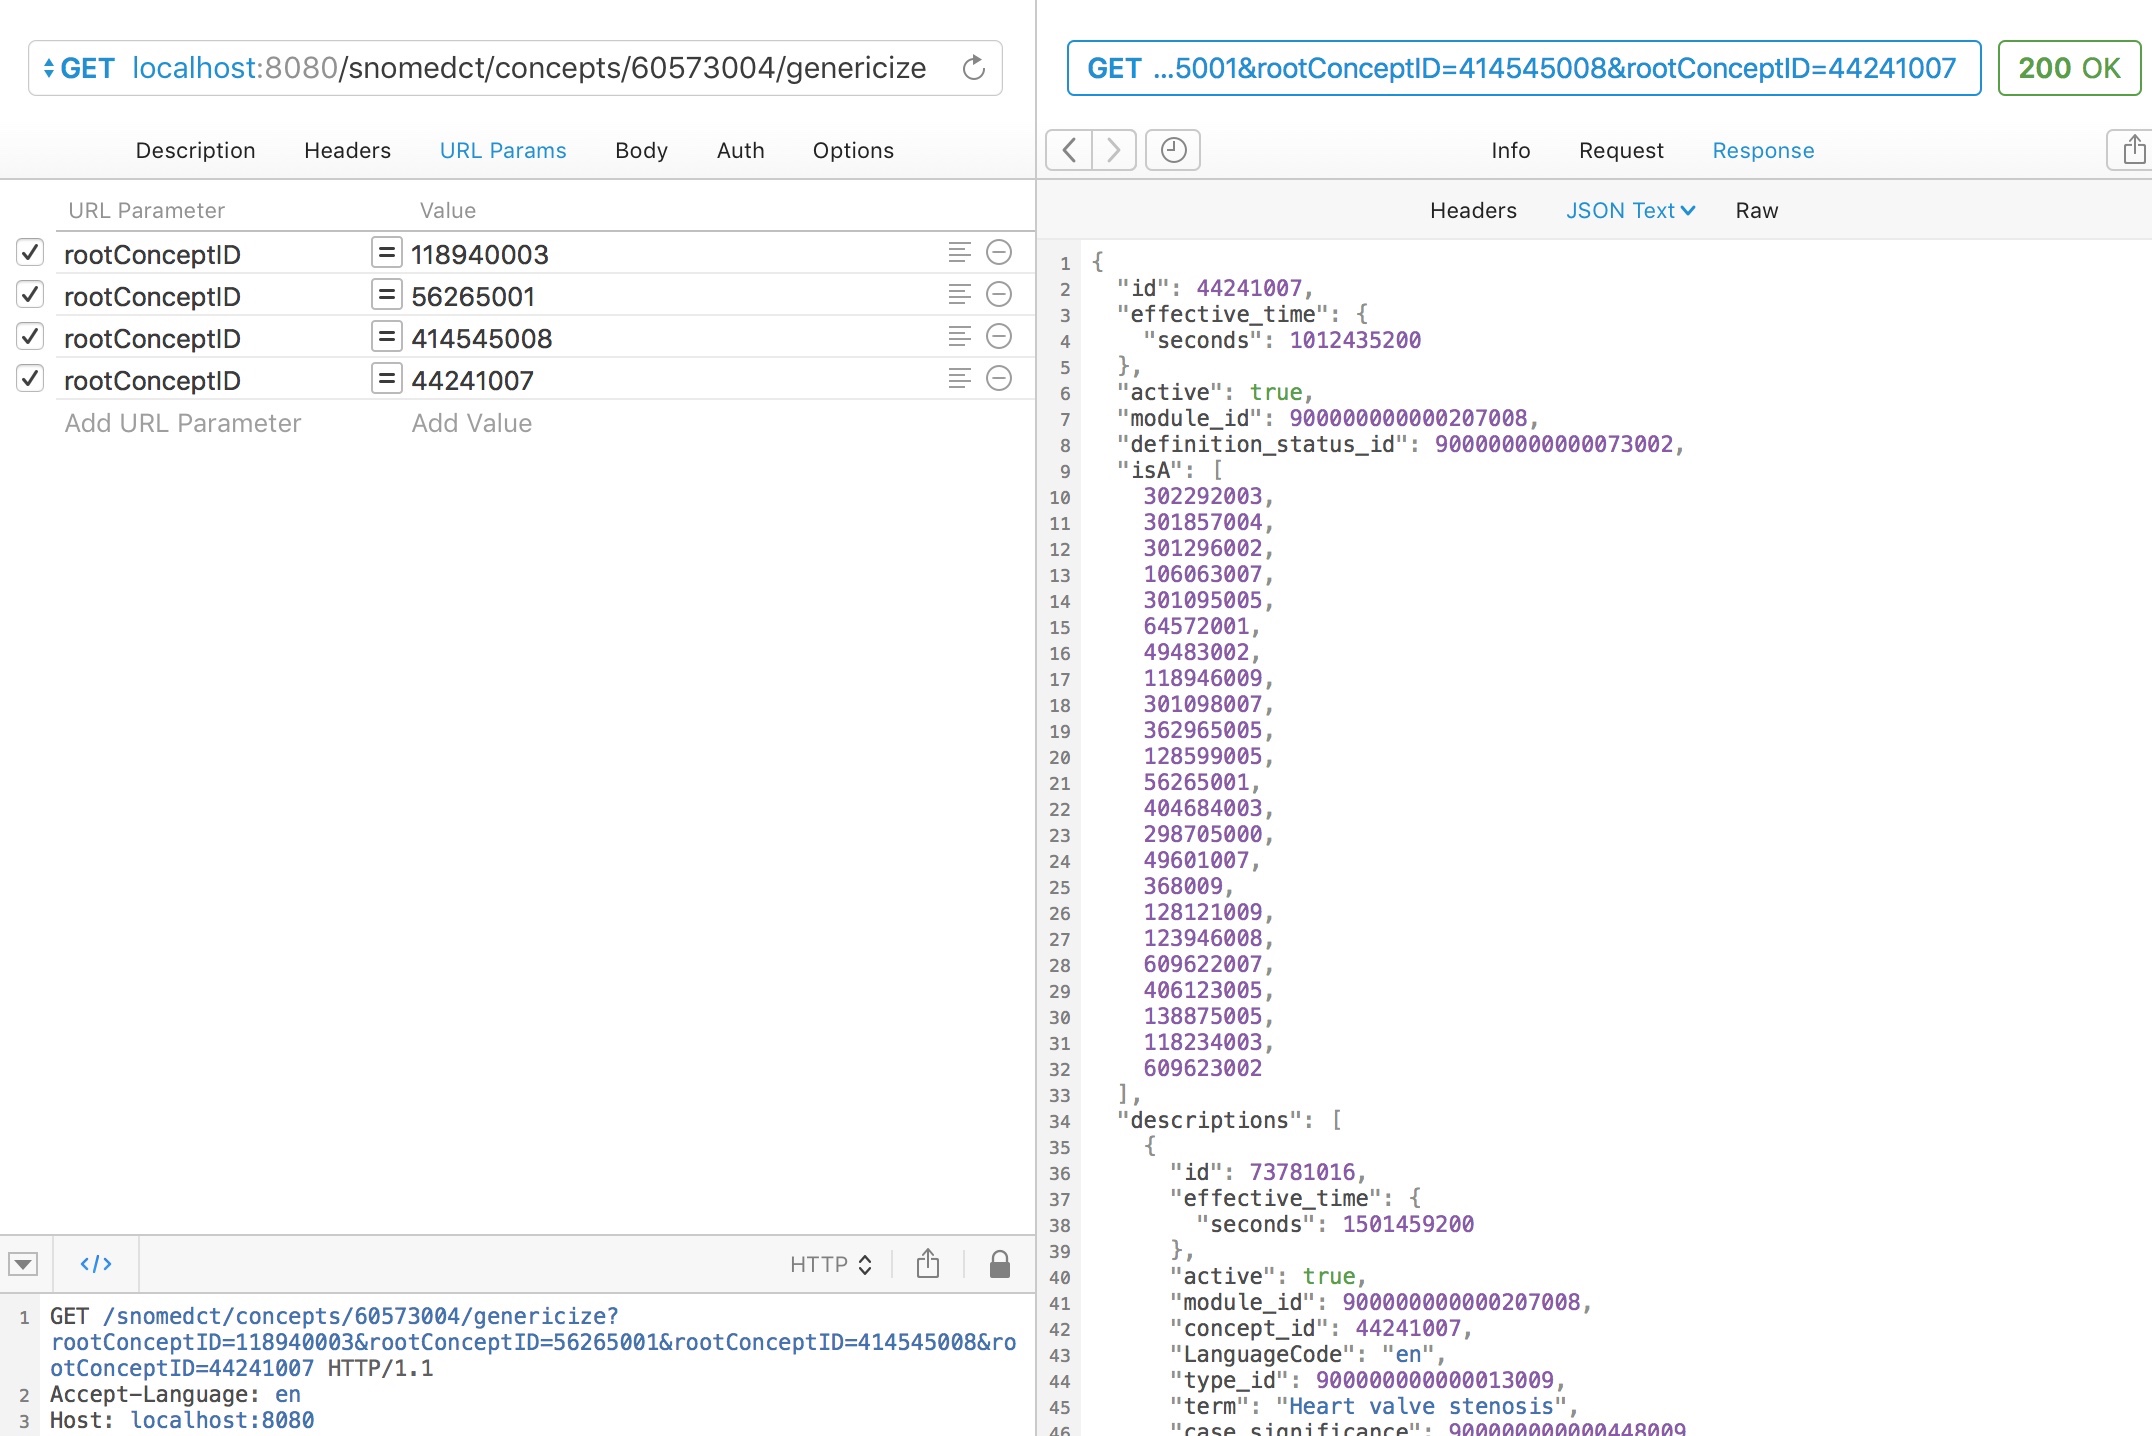 GET localhost:8080/snomedct/concepts/60573004/genericize
Description Headers URL Params Body Auth Options
URL Parameter Value
rootConceptID = 118940003
rootConceptID = 56265001
rootConceptID = 414545008
rootConceptID = 44241007
Add URL Parameter Add Value
HTTP
1 GET /snomedct/concepts/60573004/genericize?
rootConceptID=118940003&rootConceptID=56265001&rootConceptID=414545008&ro
otConceptID=44241007 HTTP/1.1
2 Accept-Language: en
3 Host: localhost:8080
GET ...5001&rootConceptID=414545008&rootConceptID=44241007 200 OK
Info Request Response
Headers JSON Text Raw
1 {
2 "id": 44241007,
3 "effective_time": {
4 "seconds": 1012435200
5 },
6 "active": true,
7 "module_id": 900000000000207008,
8 "definition_status_id": 900000000000073002,
9 "isA": [
10 302292003,
11 301857004,
12 301296002,
13 106063007,
14 301095005,
15 64572001,
16 49483002,
17 118946009,
18 301098007,
19 362965005,
20 128599005,
21 56265001,
22 404684003,
23 298705000,
24 49601007,
25 368009,
26 128121009,
27 123946008,
28 609622007,
29 406123005,
30 138875005,
31 118234003,
32 609623002
33 ],
34 "descriptions": [
35 {
36 "id": 73781016,
37 "effective_time": {
38 "seconds": 1501459200
39 },
40 "active": true,
41 "module_id": 900000000000207008,
42 "concept_id": 44241007,
43 "LanguageCode": "en",
44 "type_id": 900000000000013009,
45 "term": "Heart valve stenosis",
46 "case_significance": 900000000000448009